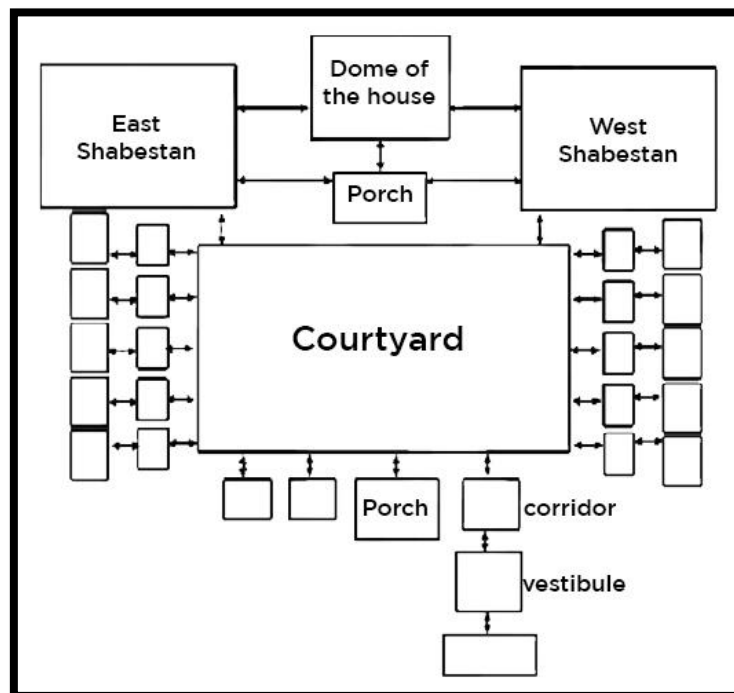 Dome of
the house
East
Shabestan
West
Shabestan
Porch
Courtyard
Porch
corridor
vestibule